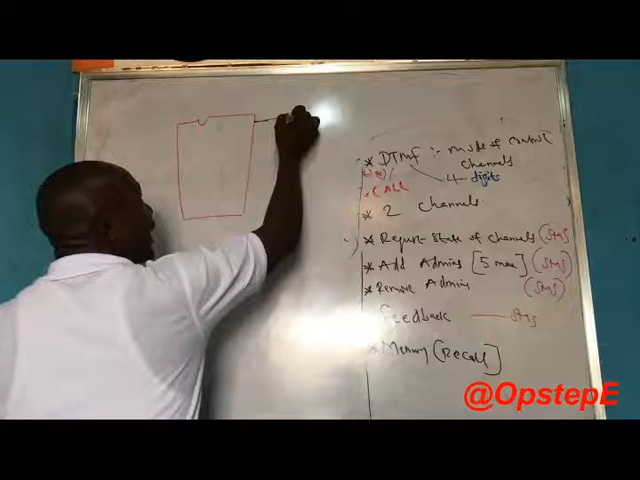 * DTMF :- mode of control
channels
4 digits
CALL
* 2 channels
* Request State of channels (SMS
* Add Admins [5 max] (SMS)
* Remove Admins (SMS)
Feedback — SMS
* Memory [Recall]
@OpstepE